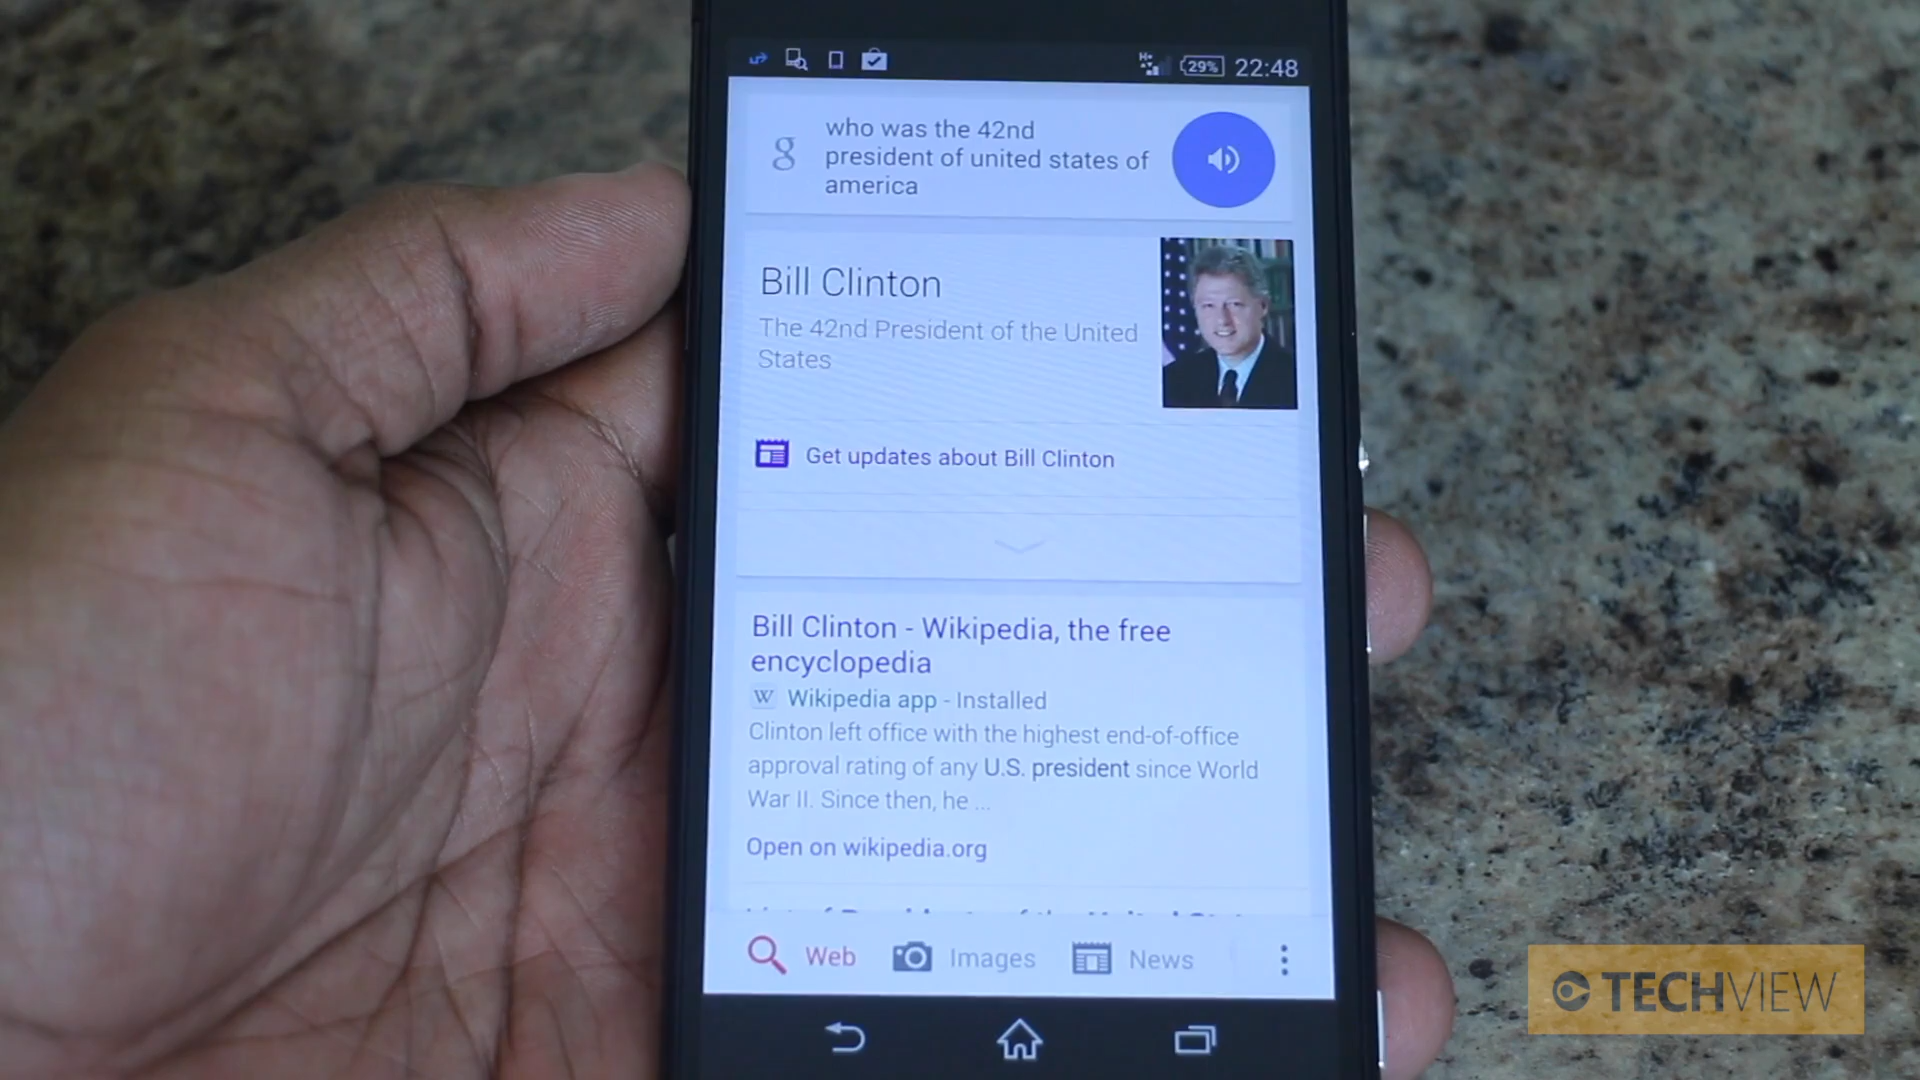 29% 22:48
g
who was the 42nd
president of united states of
america
Bill Clinton
The 42nd President of the United
States
Get updates about Bill Clinton
Bill Clinton - Wikipedia, the free
encyclopedia
W Wikipedia app - Installed
Clinton left office with the highest end-of-office
approval rating of any U.S. president since World
War II. Since then, he ...
Open on wikipedia.org
Web Images News
TECHVIEW